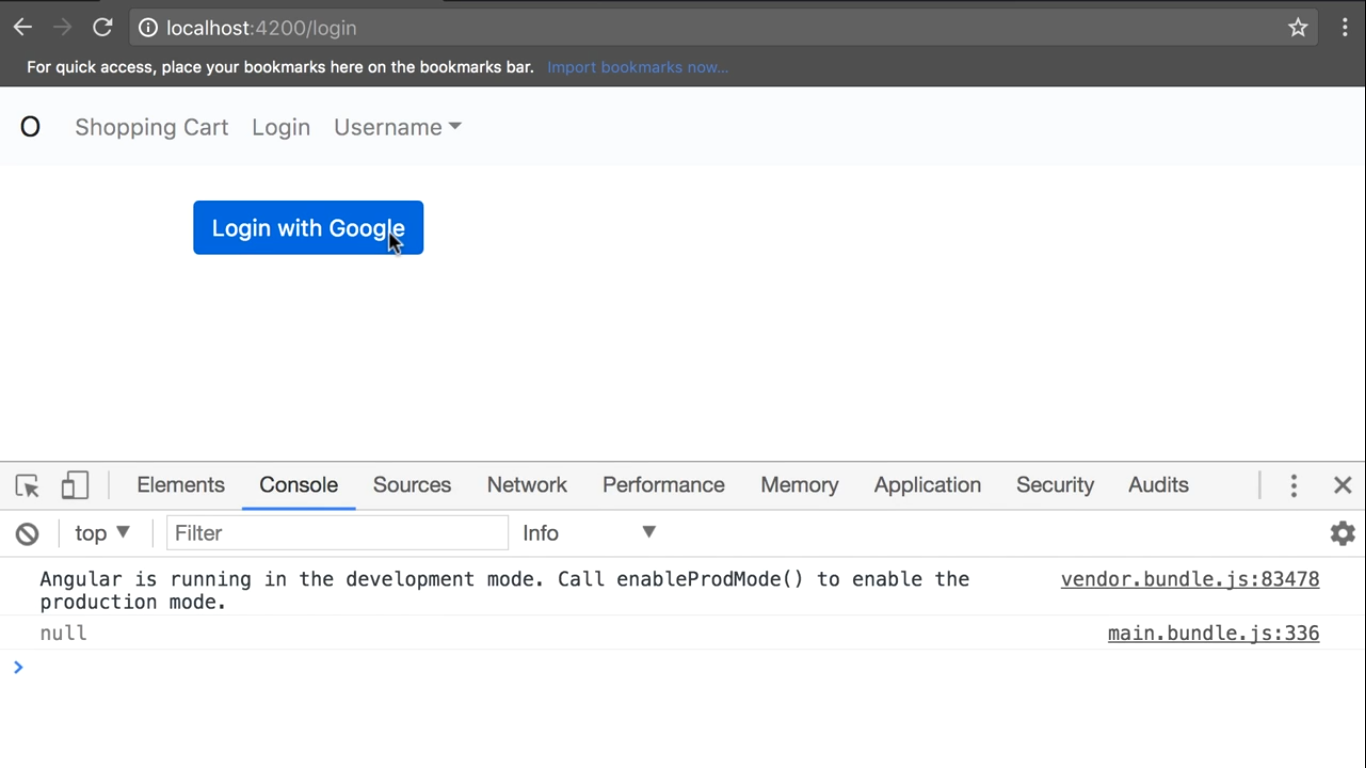 localhost:4200/login
For quick access, place your bookmarks here on the bookmarks bar. Import bookmarks now...
O Shopping Cart Login Username
Login with Google
Elements Console Sources Network Performance Memory Application Security Audits
top Filter Info
Angular is running in the development mode. Call enableProdMode() to enable the vendor.bundle.js:83478
production mode.
null main.bundle.js:336